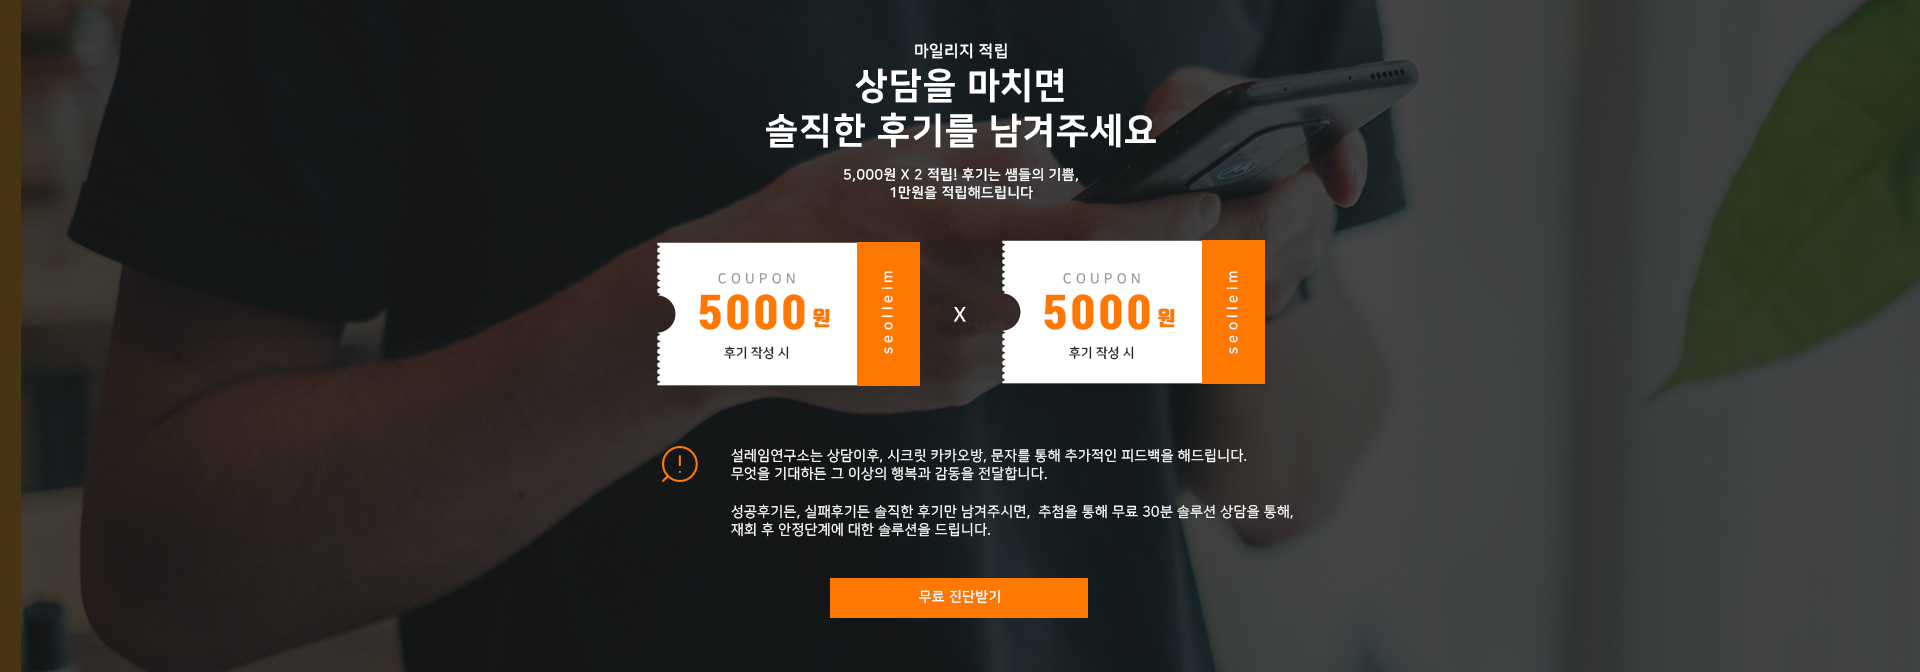 마일리지 적립
상담을 마치면
솔직한 후기를 남겨주세요
5,000원 X 2 적립! 후기는 쌤들의 기쁨,
1만원을 적립해드립니다
COUPON
5000 원
후기 작성 시
seolleim
X
COUPON
5000 원
후기 작성 시
seolleim
설레임연구소는 상담이후, 시크릿 카카오방, 문자를 통해 추가적인 피드백을 해드립니다.
무엇을 기대하든 그 이상의 행복과 감동을 전달합니다.
성공후기든, 실패후기든 솔직한 후기만 남겨주시면, 추첨을 통해 무료 30분 솔루션 상담을 통해,
재회 후 안정단계에 대한 솔루션을 드립니다.
무료 진단받기